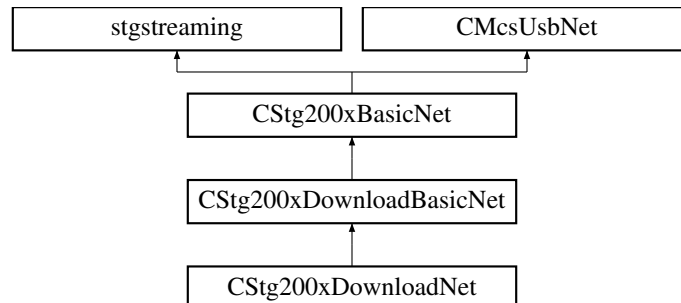 stgstreaming
CMcsUsbNet
CStg200xBasicNet
CStg200xDownloadBasicNet
CStg200xDownloadNet